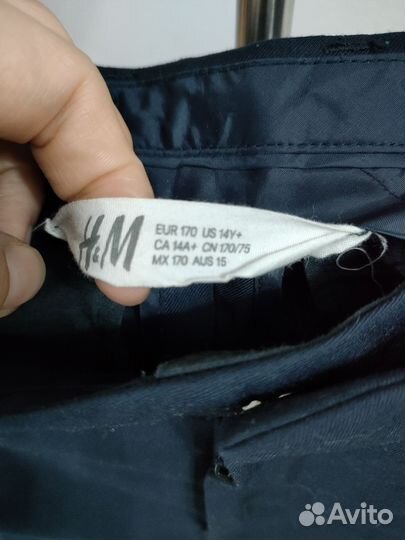 H&M
EUR 170 US 14Y+
CA 14A+ CN 170/75
MX 170 AUS 15
Avito